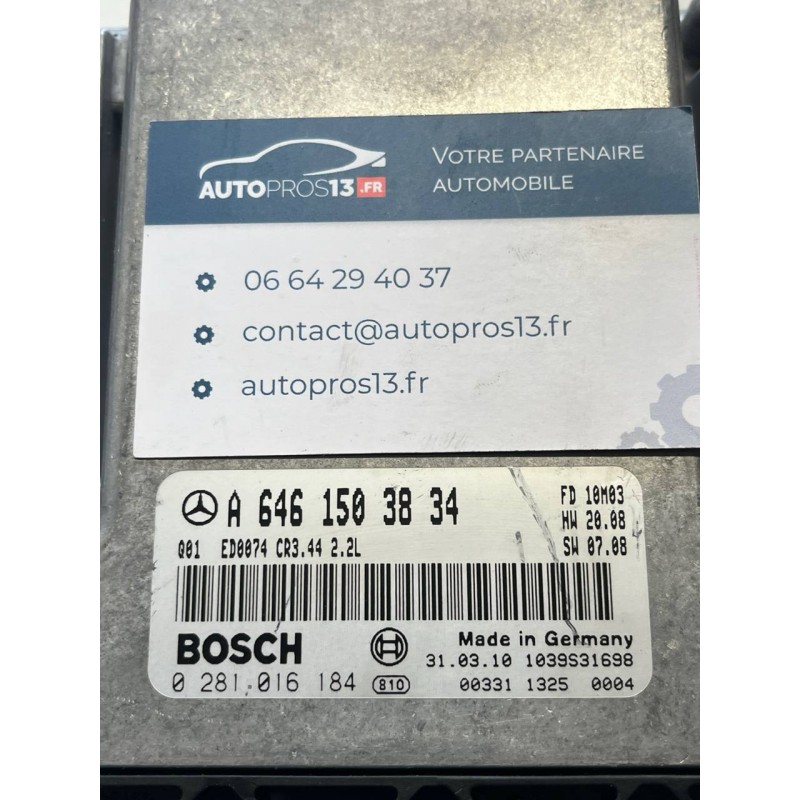 AUTOPROS13.FR
VOTRE PARTENAIRE
AUTOMOBILE
06 64 29 40 37
contact@autopros13.fr
autopros13.fr
A 646 150 38 34
FD 10M03
HW 20.08
Q01 ED0074 CR3.44 2.2L
SW 07.08
BOSCH
Made in Germany
31.03.10 1039S31698
0 281 016 184 810
00331 1325 0004